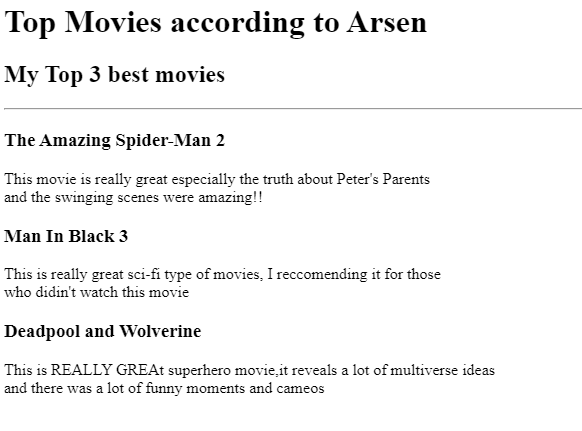 Top Movies according to Arsen
My Top 3 best movies
The Amazing Spider-Man 2
This movie is really great especially the truth about Peter's Parents
and the swinging scenes were amazing!!
Man In Black 3
This is really great sci-fi type of movies, I reccomending it for those
who didin't watch this movie
Deadpool and Wolverine
This is REALLY GREAt superhero movie,it reveals a lot of multiverse ideas
and there was a lot of funny moments and cameos